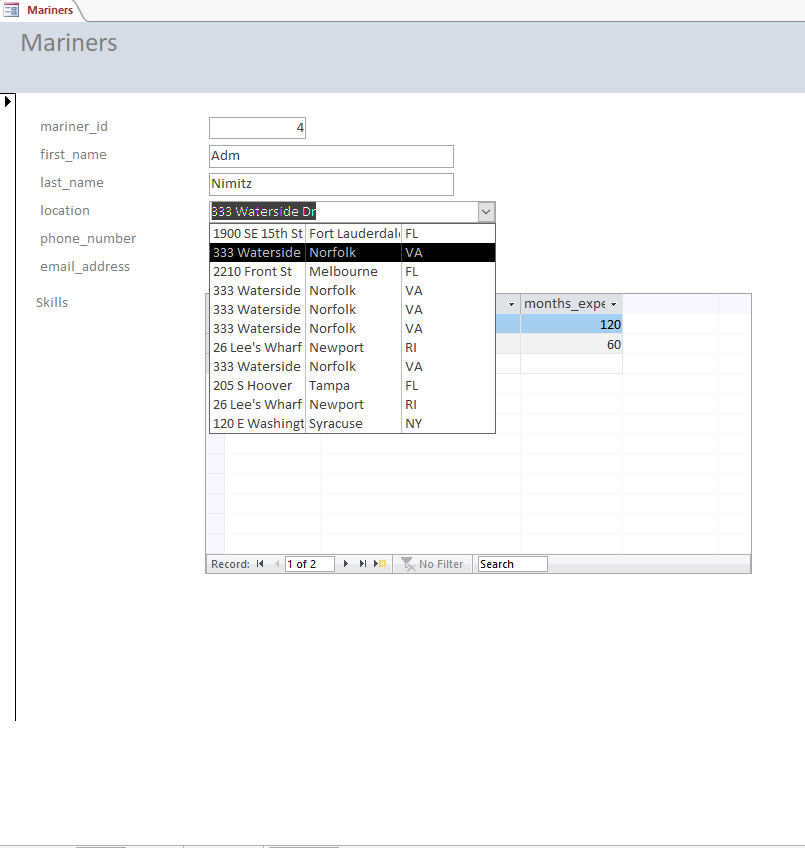 Mariners
Mariners
mariner_id 4
first_name Adm
last_name Nimitz
location 333 Waterside Dr
phone_number
email_address
1900 SE 15th St Fort Lauderdal FL
333 Waterside Norfolk VA
2210 Front St Melbourne FL
333 Waterside Norfolk VA
333 Waterside Norfolk VA
333 Waterside Norfolk VA
26 Lee's Wharf Newport RI
333 Waterside Norfolk VA
205 S Hoover Tampa FL
26 Lee's Wharf Newport RI
120 E Washingt Syracuse NY
Skills
months_expe
120
60
Record: 1 of 2 No Filter Search